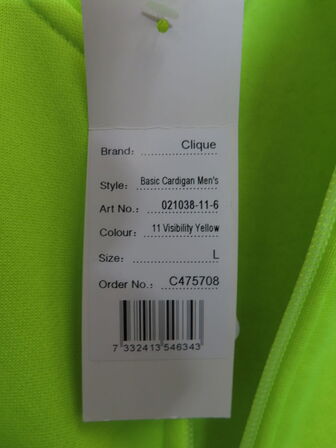 Brand: Clique
Style: Basic Cardigan Men's
Art No.: 021038-11-6
Colour: 11 Visibility Yellow
Size: L
Order No.: C475708
7 332413 546343